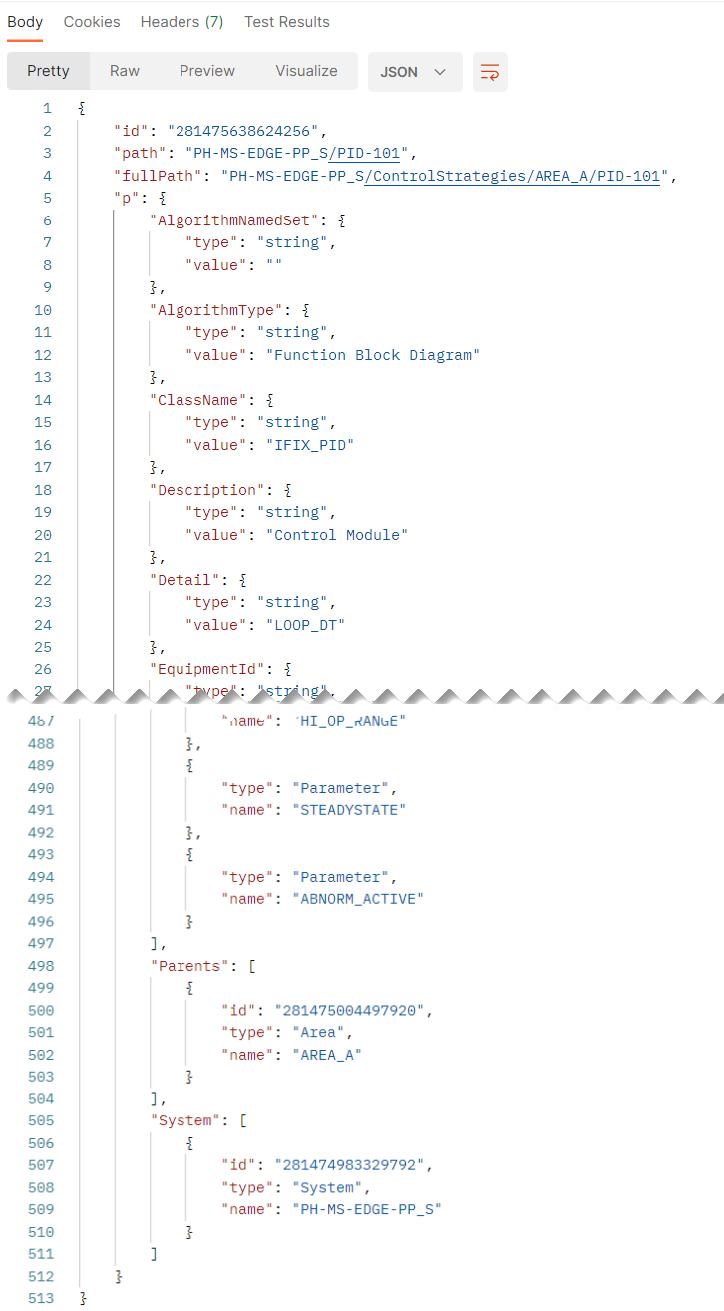 Body Cookies Headers (7) Test Results
Pretty Raw Preview Visualize JSON
1 {
2 "id": "281475638624256",
3 "path": "PH-MS-EDGE-PP_S/PID-101",
4 "fullPath": "PH-MS-EDGE-PP_S/ControlStrategies/AREA_A/PID-101",
5 "p": {
6 "AlgorithmNamedSet": {
7 "type": "string",
8 "value": ""
9 },
10 "AlgorithmType": {
11 "type": "string",
12 "value": "Function Block Diagram"
13 },
14 "ClassName": {
15 "type": "string",
16 "value": "IFIX_PID"
17 },
18 "Description": {
19 "type": "string",
20 "value": "Control Module"
21 },
22 "Detail": {
23 "type": "string",
24 "value": "LOOP_DT"
25 },
26 "EquipmentId": {
27 "type": "string",
487 "name": "HI_OP_RANGE"
488 },
489 {
490 "type": "Parameter",
491 "name": "STEADYSTATE"
492 },
493 {
494 "type": "Parameter",
495 "name": "ABNORM_ACTIVE"
496 }
497 ],
498 "Parents": [
499 {
500 "id": "281475004497920",
501 "type": "Area",
502 "name": "AREA_A"
503 }
504 ],
505 "System": [
506 {
507 "id": "281474983329792",
508 "type": "System",
509 "name": "PH-MS-EDGE-PP_S"
510 }
511 ]
512 }
513 }